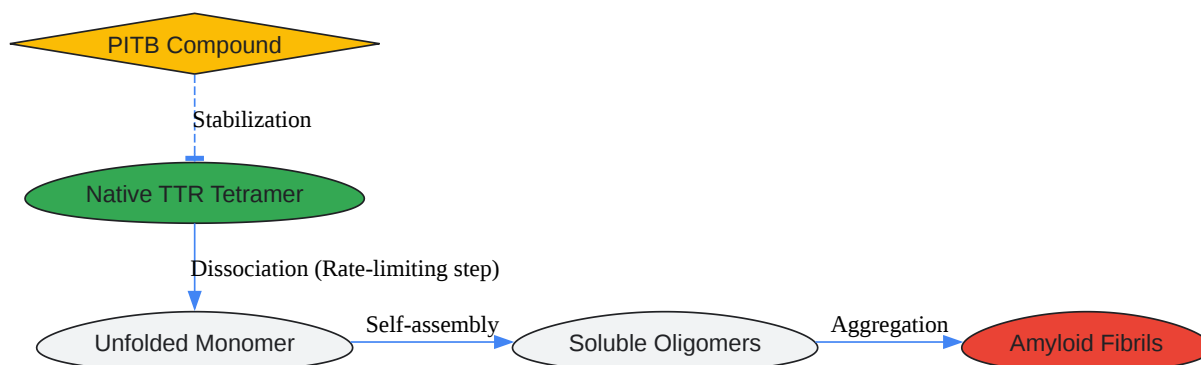 PITB Compound
Stabilization
Native TTR Tetramer
Dissociation (Rate-limiting step)
Unfolded Monomer
Self-assembly
Soluble Oligomers
Aggregation
Amyloid Fibrils